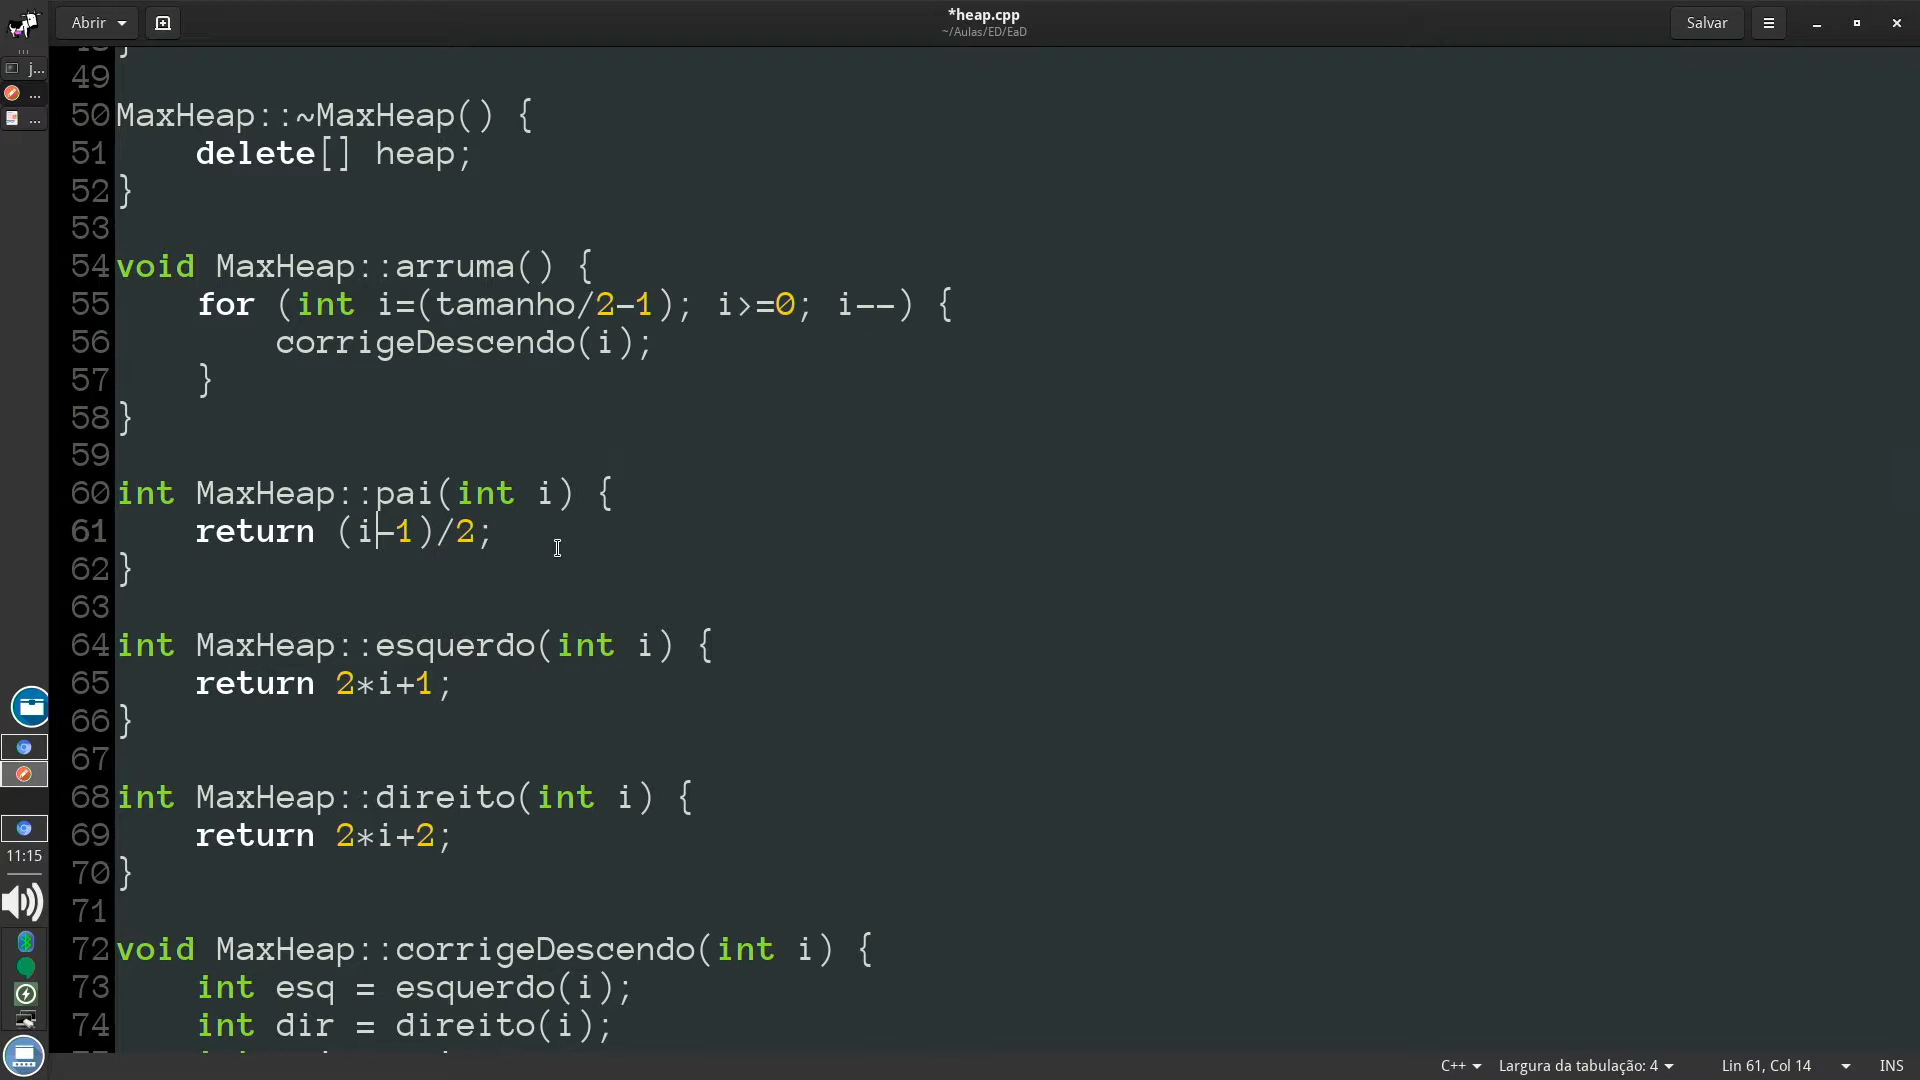 Abrir
*heap.cpp
~/Aulas/ED/EaD
Salvar
j...
...
...
49
50 MaxHeap::~MaxHeap() {
51     delete[] heap;
52 }
53
54 void MaxHeap::arruma() {
55     for (int i=(tamanho/2-1); i>=0; i--) {
56         corrigeDescendo(i);
57     }
58 }
59
60 int MaxHeap::pai(int i) {
61     return (i-1)/2;
62 }
63
64 int MaxHeap::esquerdo(int i) {
65     return 2*i+1;
66 }
67
68 int MaxHeap::direito(int i) {
69     return 2*i+2;
70 }
71
72 void MaxHeap::corrigeDescendo(int i) {
73     int esq = esquerdo(i);
74     int dir = direito(i);
11:15
C++
Largura da tabulação: 4
Lin 61, Col 14
INS